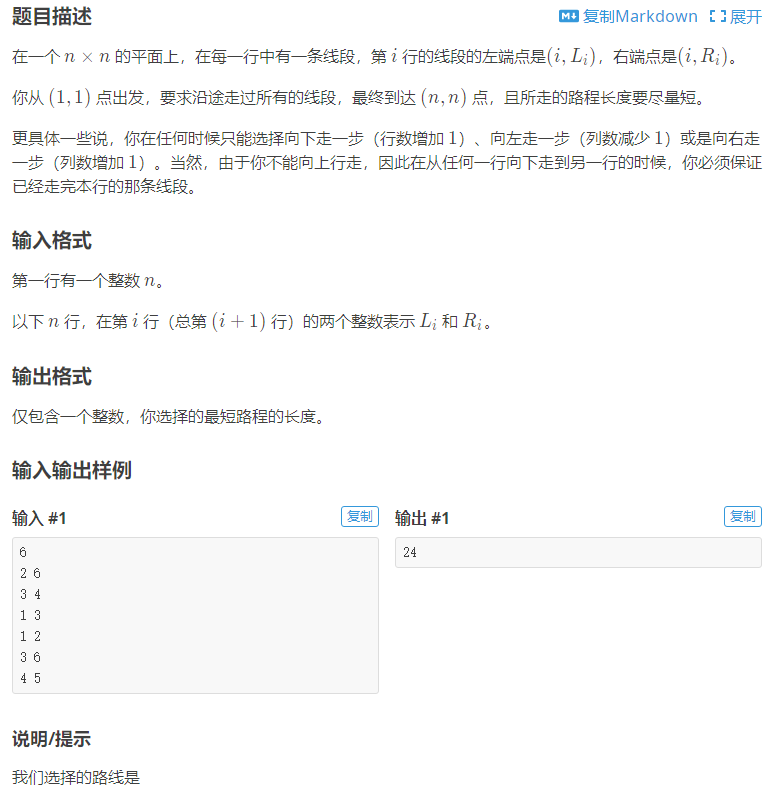 题目描述
复制Markdown 展开
在一个 n × n 的平面上，在每一行中有一条线段，第 i 行的线段的左端点是(i, L_i)，右端点是(i, R_i)。
你从 (1, 1) 点出发，要求沿途走过所有的线段，最终到达 (n, n) 点，且所走的路程长度要尽量短。
更具体一些说，你在任何时候只能选择向下走一步（行数增加 1）、向左走一步（列数减少 1）或是向右走
一步（列数增加 1）。当然，由于你不能向上行走，因此在从任何一行向下走到另一行的时候，你必须保证
已经走完本行的那条线段。
输入格式
第一行有一个整数 n。
以下 n 行，在第 i 行（总第 (i + 1) 行）的两个整数表示 L_i 和 R_i。
输出格式
仅包含一个整数，你选择的最短路程的长度。
输入输出样例
输入 #1 复制
6
2 6
3 4
1 3
1 2
3 6
4 5
输出 #1 复制
24
说明/提示
我们选择的路线是